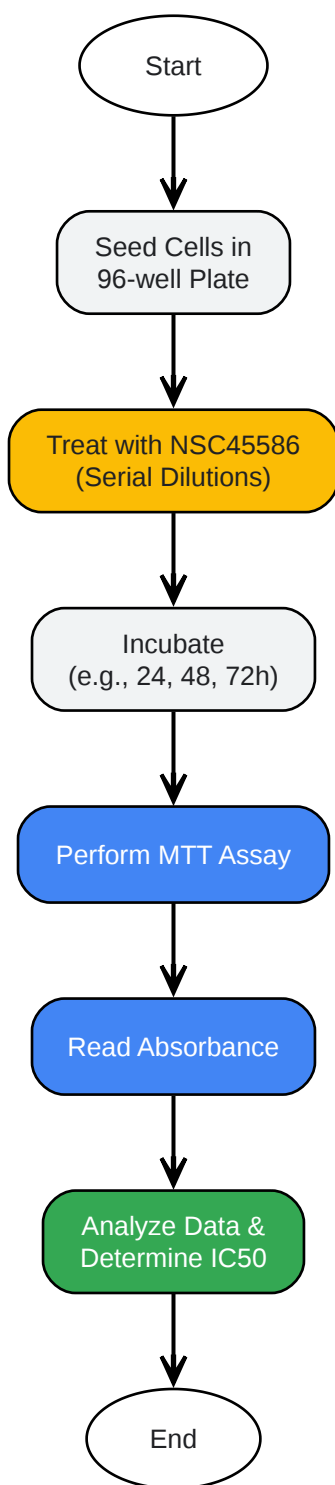 Start
Seed Cells in
96-well Plate
Treat with NSC45586
(Serial Dilutions)
Incubate
(e.g., 24, 48, 72h)
Perform MTT Assay
Read Absorbance
Analyze Data &
Determine IC50
End